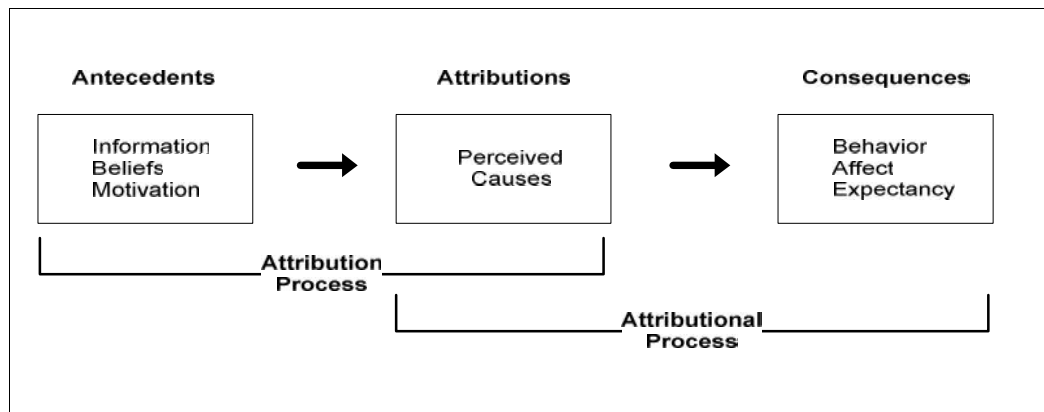 Antecedents
Attributions
Consequences
Information
Beliefs
Motivation
Perceived
Causes
Behavior
Affect
Expectancy
Attribution
Process
Attributional
Process